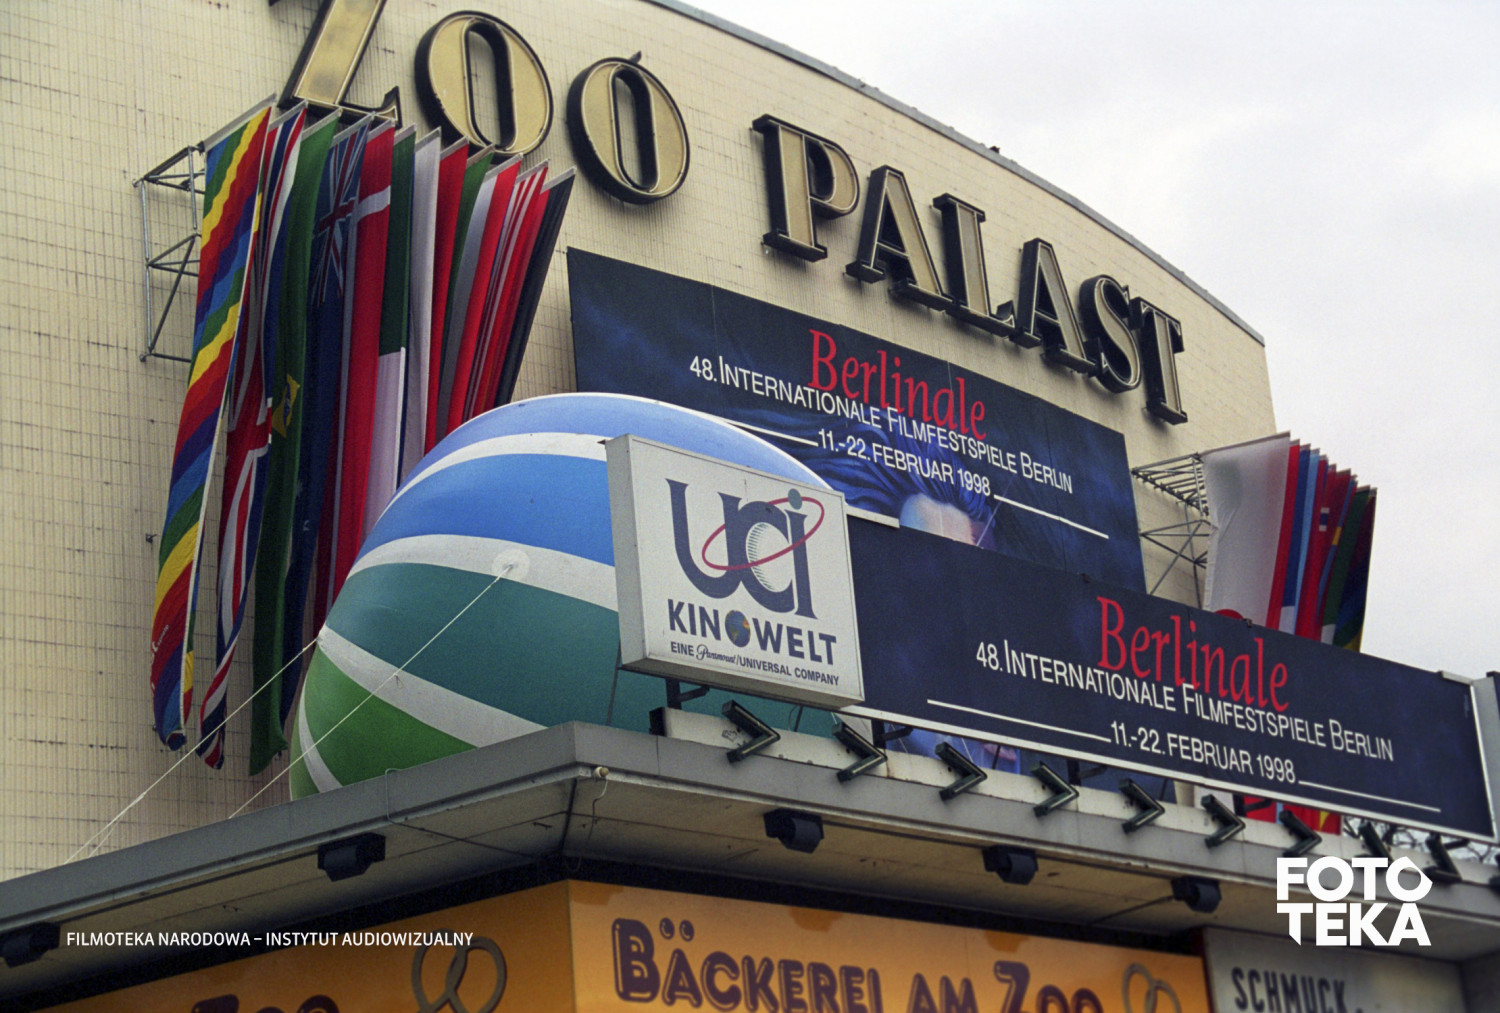 ZOO PALAST
Berlinale
48. INTERNATIONALE FILMFESTSPIELE BERLIN
11.-22. FEBRUAR 1998
UCI
KINOWELT
EINE Paramount/UNIVERSAL COMPANY
Berlinale
48. INTERNATIONALE FILMFESTSPIELE BERLIN
11.-22. FEBRUAR 1998
FOTO
TEKA
FILMOTEKA NARODOWA – INSTYTUT AUDIOWIZUALNY
ZOO
BÄCKEREI AM ZOO
SCHMUCK